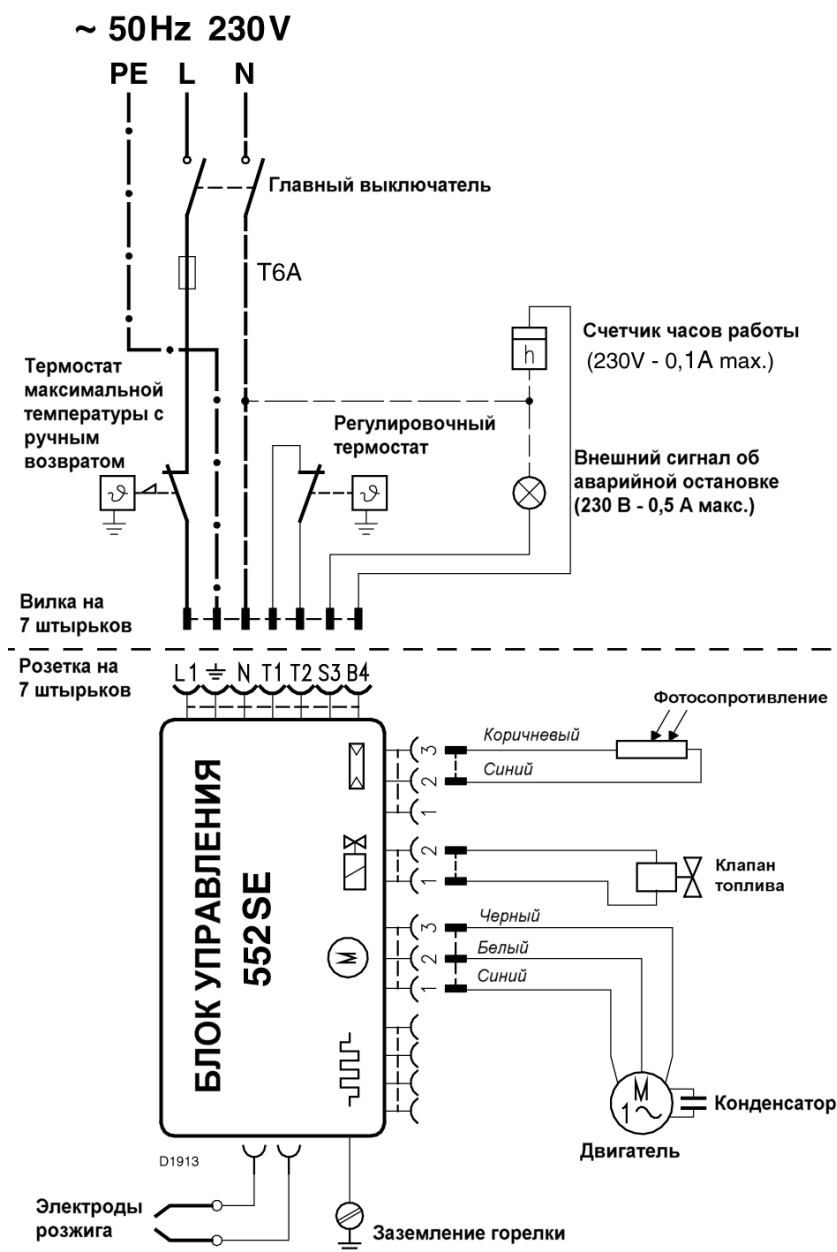 ~ 50Hz 230V
PE L N
Главный выключатель
T6A
Счетчик часов работы
(230V - 0,1A max.)
h
Термостат
максимальной
температуры с
ручным
возвратом
Регулировочный
термостат
Внешний сигнал об
аварийной остановке
(230 В - 0,5 А макс.)
ϑ
ϑ
Вилка на
7 штырьков
Розетка на
7 штырьков
L1 N T1 T2 S3 B4
Фотосопротивление
3 Коричневый
2 Синий
1
БЛОК УПРАВЛЕНИЯ
552SE
2
1
Клапан
топлива
3 Черный
2 Белый
1 Синий
M
M
1~
Конденсатор
Двигатель
D1913
Электроды
розжига
Заземление горелки